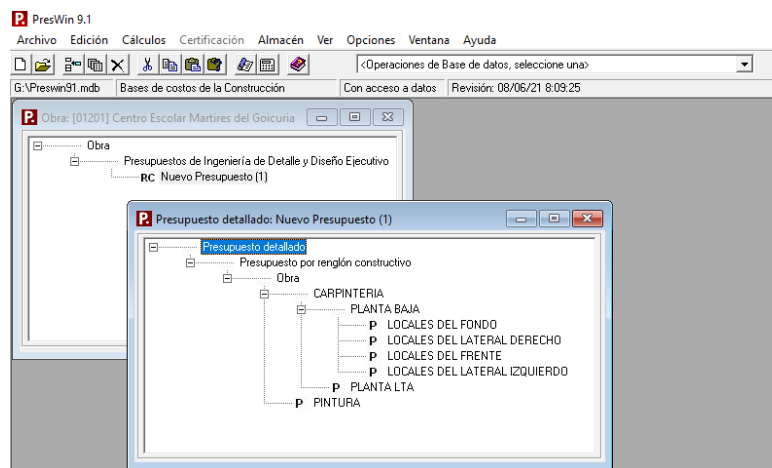 PresWin 9.1
Archivo Edición Cálculos Certificación Almacén Ver Opciones Ventana Ayuda
<Operaciones de Base de datos, seleccione una>
G:\Preswin91.mdb Bases de costos de la Construcción Con acceso a datos Revisión: 08/06/21 8:09:25
Obra: [01201] Centro Escolar Martires del Goicuria
Obra
Presupuestos de Ingeniería de Detalle y Diseño Ejecutivo
RC Nuevo Presupuesto (1)
Presupuesto detallado: Nuevo Presupuesto (1)
Presupuesto detallado
Presupuesto por renglón constructivo
Obra
CARPINTERIA
PLANTA BAJA
P LOCALES DEL FONDO
P LOCALES DEL LATERAL DERECHO
P LOCALES DEL FRENTE
P LOCALES DEL LATERAL IZQUIERDO
P PLANTA LTA
P PINTURA